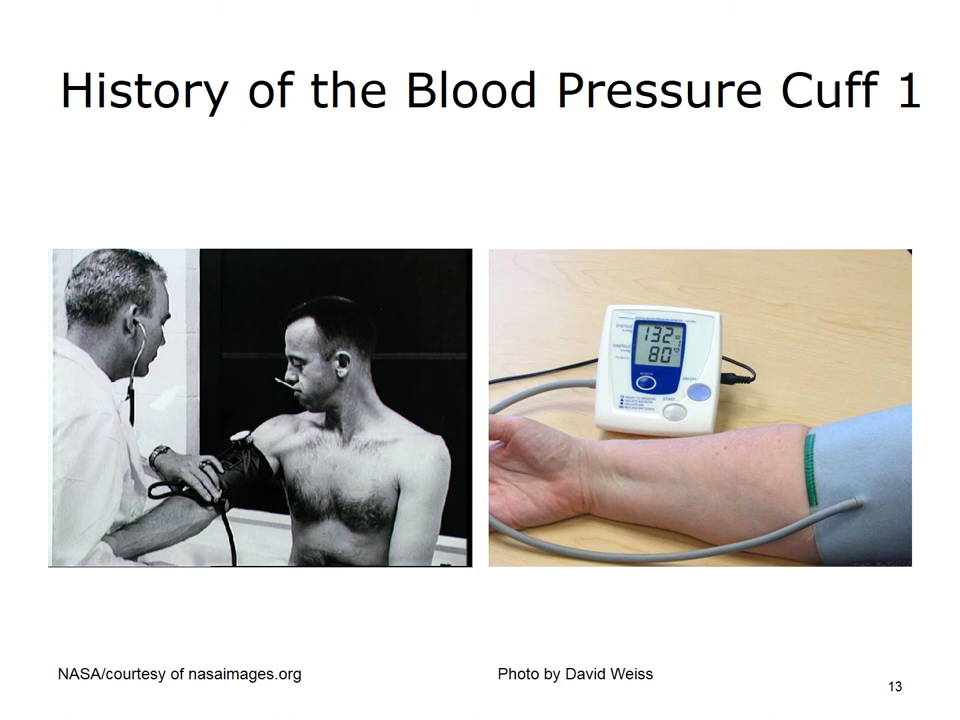 History of the Blood Pressure Cuff 1
132
80
START
NASA/courtesy of nasaimages.org
Photo by David Weiss
13